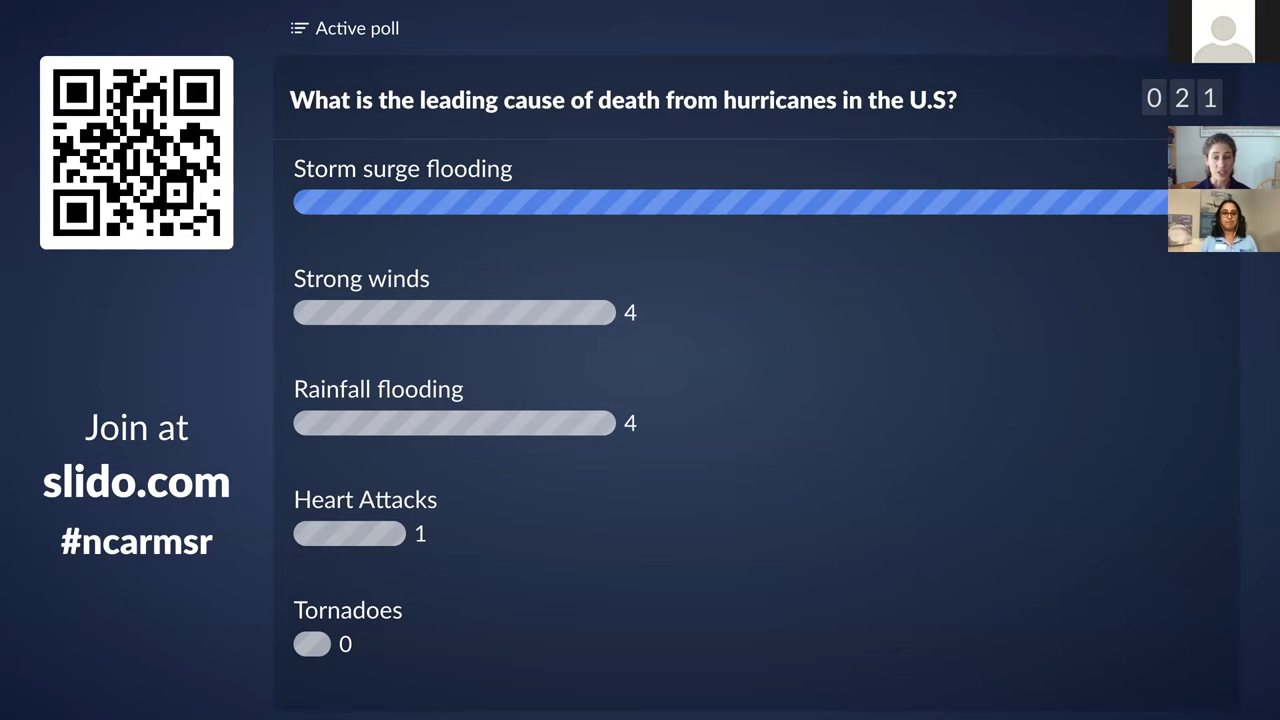 Active poll
What is the leading cause of death from hurricanes in the U.S?
0 2 1
Storm surge flooding
Strong winds
4
Rainfall flooding
4
Heart Attacks
1
Tornadoes
0
Join at
slido.com
#ncarmsr